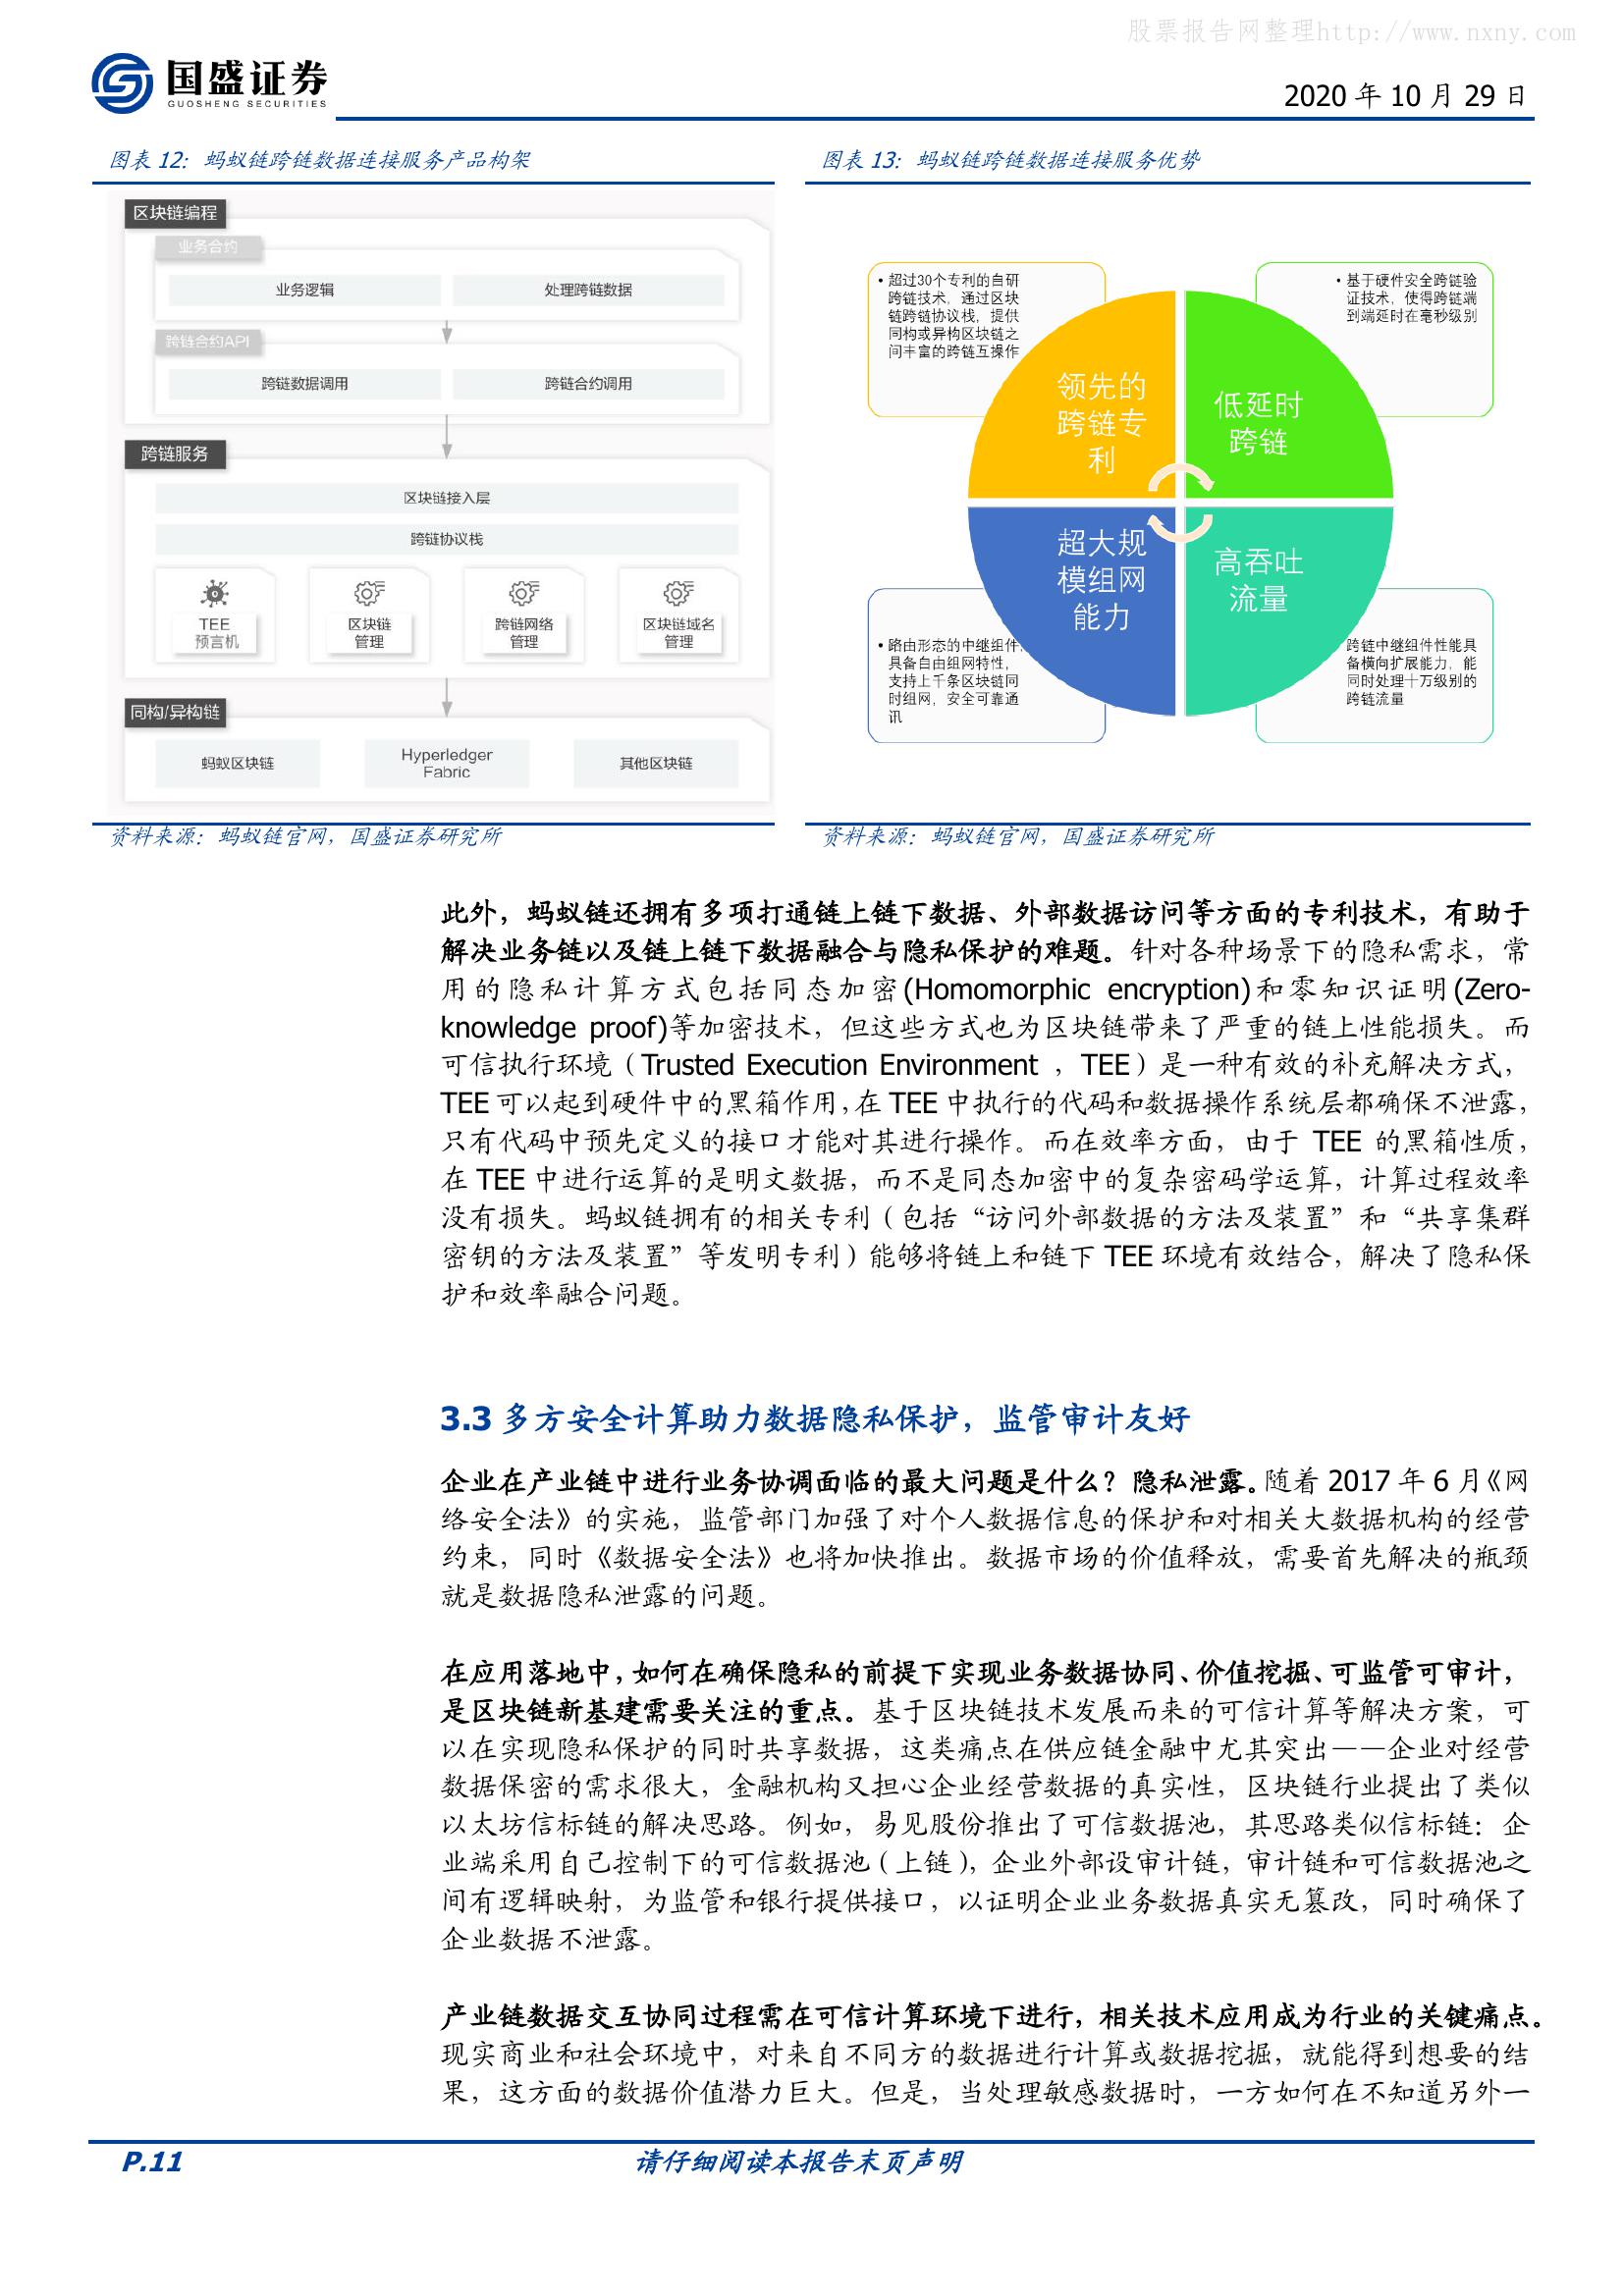 股票报告网整理http://www.nxny.com
国盛证券
GUOSHENG SECURITIES
2020 年 10 月 29 日
图表 12：蚂蚁链跨链数据连接服务产品构架
区块链编程
业务合约
业务逻辑
处理跨链数据
跨链合约API
跨链数据调用
跨链合约调用
跨链服务
区块链接入层
跨链协议栈
TEE
预言机
区块链
管理
跨链网络
管理
区块链域名
管理
同构/异构链
蚂蚁区块链
Hyperledger
Fabric
其他区块链
资料来源：蚂蚁链官网，国盛证券研究所
图表 13：蚂蚁链跨链数据连接服务优势
• 超过30个专利的自研
跨链技术，通过区块
链跨链协议栈，提供
同构或异构区块链之
间丰富的跨链互操作
• 基于硬件安全跨链验
证技术，使得跨链端
到端延时在毫秒级别
领先的
跨链专
利
低延时
跨链
超大规
模组网
能力
高吞吐
流量
• 路由形态的中继组件，
具备自由组网特性，
支持上千条区块链同
时组网，安全可靠通
讯
跨链中继组件性能具
备横向扩展能力，能
同时处理十万级别的
跨链流量
资料来源：蚂蚁链官网，国盛证券研究所
此外，蚂蚁链还拥有多项打通链上链下数据、外部数据访问等方面的专利技术，有助于
解决业务链以及链上链下数据融合与隐私保护的难题。针对各种场景下的隐私需求，常
用的隐私计算方式包括同态加密(Homomorphic encryption)和零知识证明(Zero-
knowledge proof)等加密技术，但这些方式也为区块链带来了严重的链上性能损失。而
可信执行环境（Trusted Execution Environment ，TEE）是一种有效的补充解决方式，
TEE 可以起到硬件中的黑箱作用，在 TEE 中执行的代码和数据操作系统层都确保不泄露，
只有代码中预先定义的接口才能对其进行操作。而在效率方面，由于 TEE 的黑箱性质，
在 TEE 中进行运算的是明文数据，而不是同态加密中的复杂密码学运算，计算过程效率
没有损失。蚂蚁链拥有的相关专利（包括“访问外部数据的方法及装置”和“共享集群
密钥的方法及装置”等发明专利）能够将链上和链下 TEE 环境有效结合，解决了隐私保
护和效率融合问题。
3.3 多方安全计算助力数据隐私保护，监管审计友好
企业在产业链中进行业务协调面临的最大问题是什么？隐私泄露。随着 2017 年 6 月《网
络安全法》的实施，监管部门加强了对个人数据信息的保护和对相关大数据机构的经营
约束，同时《数据安全法》也将加快推出。数据市场的价值释放，需要首先解决的瓶颈
就是数据隐私泄露的问题。
在应用落地中，如何在确保隐私的前提下实现业务数据协同、价值挖掘、可监管可审计，
是区块链新基建需要关注的重点。基于区块链技术发展而来的可信计算等解决方案，可
以在实现隐私保护的同时共享数据，这类痛点在供应链金融中尤其突出——企业对经营
数据保密的需求很大，金融机构又担心企业经营数据的真实性，区块链行业提出了类似
以太坊信标链的解决思路。例如，易见股份推出了可信数据池，其思路类似信标链：企
业端采用自己控制下的可信数据池（上链），企业外部设审计链，审计链和可信数据池之
间有逻辑映射，为监管和银行提供接口，以证明企业业务数据真实无篡改，同时确保了
企业数据不泄露。
产业链数据交互协同过程需在可信计算环境下进行，相关技术应用成为行业的关键痛点。
现实商业和社会环境中，对来自不同方的数据进行计算或数据挖掘，就能得到想要的结
果，这方面的数据价值潜力巨大。但是，当处理敏感数据时，一方如何在不知道另外一
P.11
请仔细阅读本报告末页声明